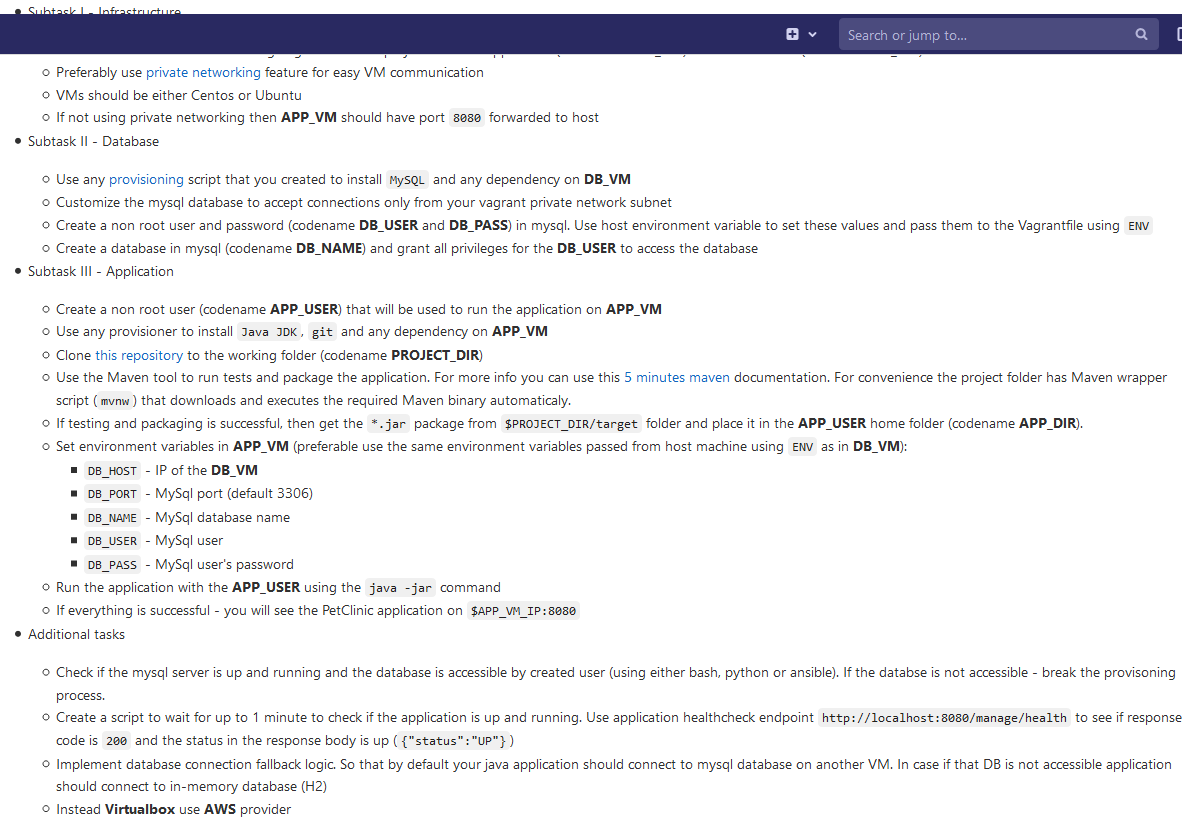 Subtask I - Infrastructure
Search or jump to...
Preferably use private networking feature for easy VM communication
VMs should be either Centos or Ubuntu
If not using private networking then APP_VM should have port 8080 forwarded to host
Subtask II - Database
Use any provisioning script that you created to install MySQL and any dependency on DB_VM
Customize the mysql database to accept connections only from your vagrant private network subnet
Create a non root user and password (codename DB_USER and DB_PASS) in mysql. Use host environment variable to set these values and pass them to the Vagrantfile using ENV
Create a database in mysql (codename DB_NAME) and grant all privileges for the DB_USER to access the database
Subtask III - Application
Create a non root user (codename APP_USER) that will be used to run the application on APP_VM
Use any provisioner to install Java JDK, git and any dependency on APP_VM
Clone this repository to the working folder (codename PROJECT_DIR)
Use the Maven tool to run tests and package the application. For more info you can use this 5 minutes maven documentation. For convenience the project folder has Maven wrapper
script (mvnw) that downloads and executes the required Maven binary automaticaly.
If testing and packaging is successful, then get the *.jar package from $PROJECT_DIR/target folder and place it in the APP_USER home folder (codename APP_DIR).
Set environment variables in APP_VM (preferable use the same environment variables passed from host machine using ENV as in DB_VM):
DB_HOST - IP of the DB_VM
DB_PORT - MySql port (default 3306)
DB_NAME - MySql database name
DB_USER - MySql user
DB_PASS - MySql user's password
Run the application with the APP_USER using the java -jar command
If everything is successful - you will see the PetClinic application on $APP_VM_IP:8080
Additional tasks
Check if the mysql server is up and running and the database is accessible by created user (using either bash, python or ansible). If the databse is not accessible - break the provisoning
process.
Create a script to wait for up to 1 minute to check if the application is up and running. Use application healthcheck endpoint http://localhost:8080/manage/health to see if response
code is 200 and the status in the response body is up ({"status":"UP"})
Implement database connection fallback logic. So that by default your java application should connect to mysql database on another VM. In case if that DB is not accessible application
should connect to in-memory database (H2)
Instead Virtualbox use AWS provider